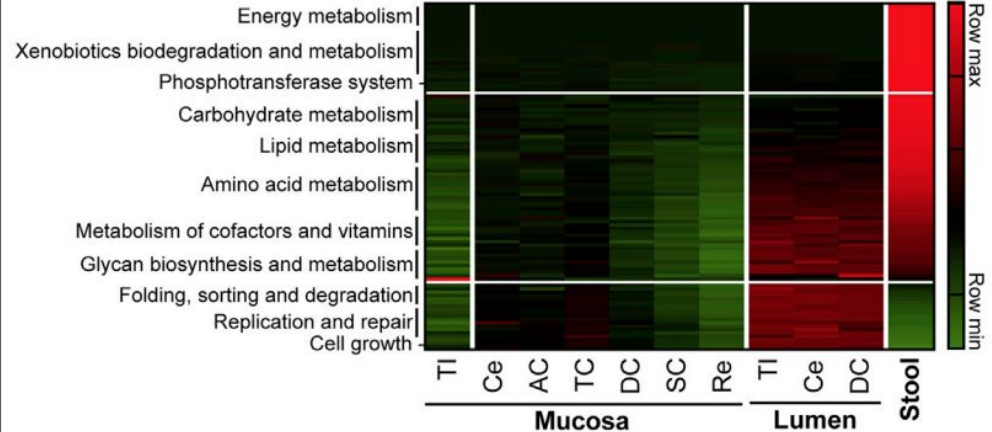 Energy metabolism
Xenobiotics biodegradation and metabolism
Phosphotransferase system
Carbohydrate metabolism
Lipid metabolism
Amino acid metabolism
Metabolism of cofactors and vitamins
Glycan biosynthesis and metabolism
Folding, sorting and degradation
Replication and repair
Cell growth
Row max
Row min
TI Ce AC TC DC SC Re TI Ce DC Stool
Mucosa Lumen